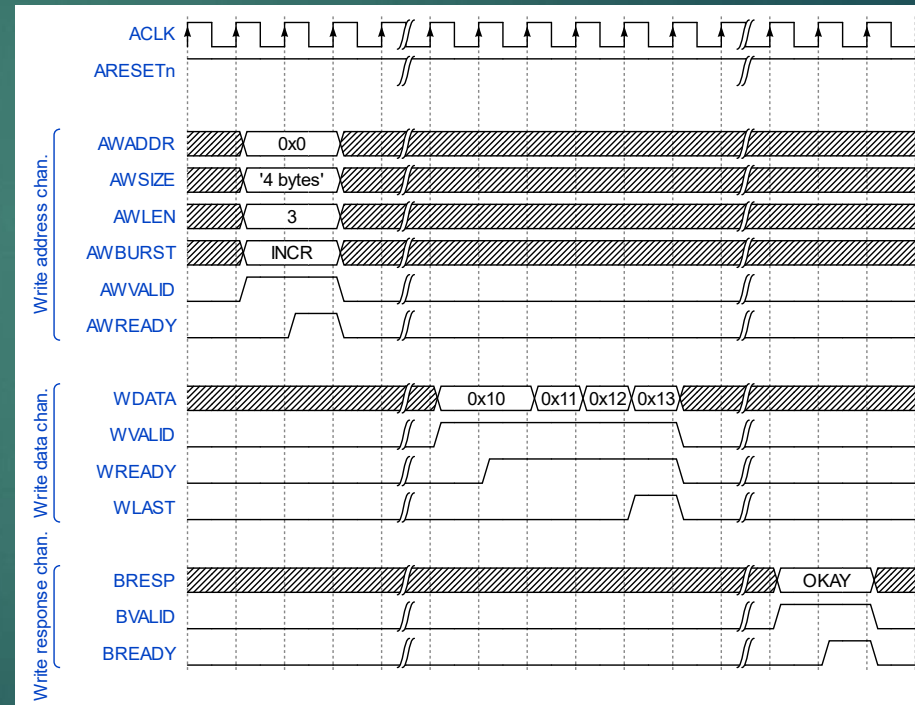 ACLK
ARESETn
Write address chan.
AWADDR 0x0
AWSIZE '4 bytes'
AWLEN 3
AWBURST INCR
AWVALID
AWREADY
Write data chan.
WDATA 0x10 0x11 0x12 0x13
WVALID
WREADY
WLAST
Write response chan.
BRESP OKAY
BVALID
BREADY